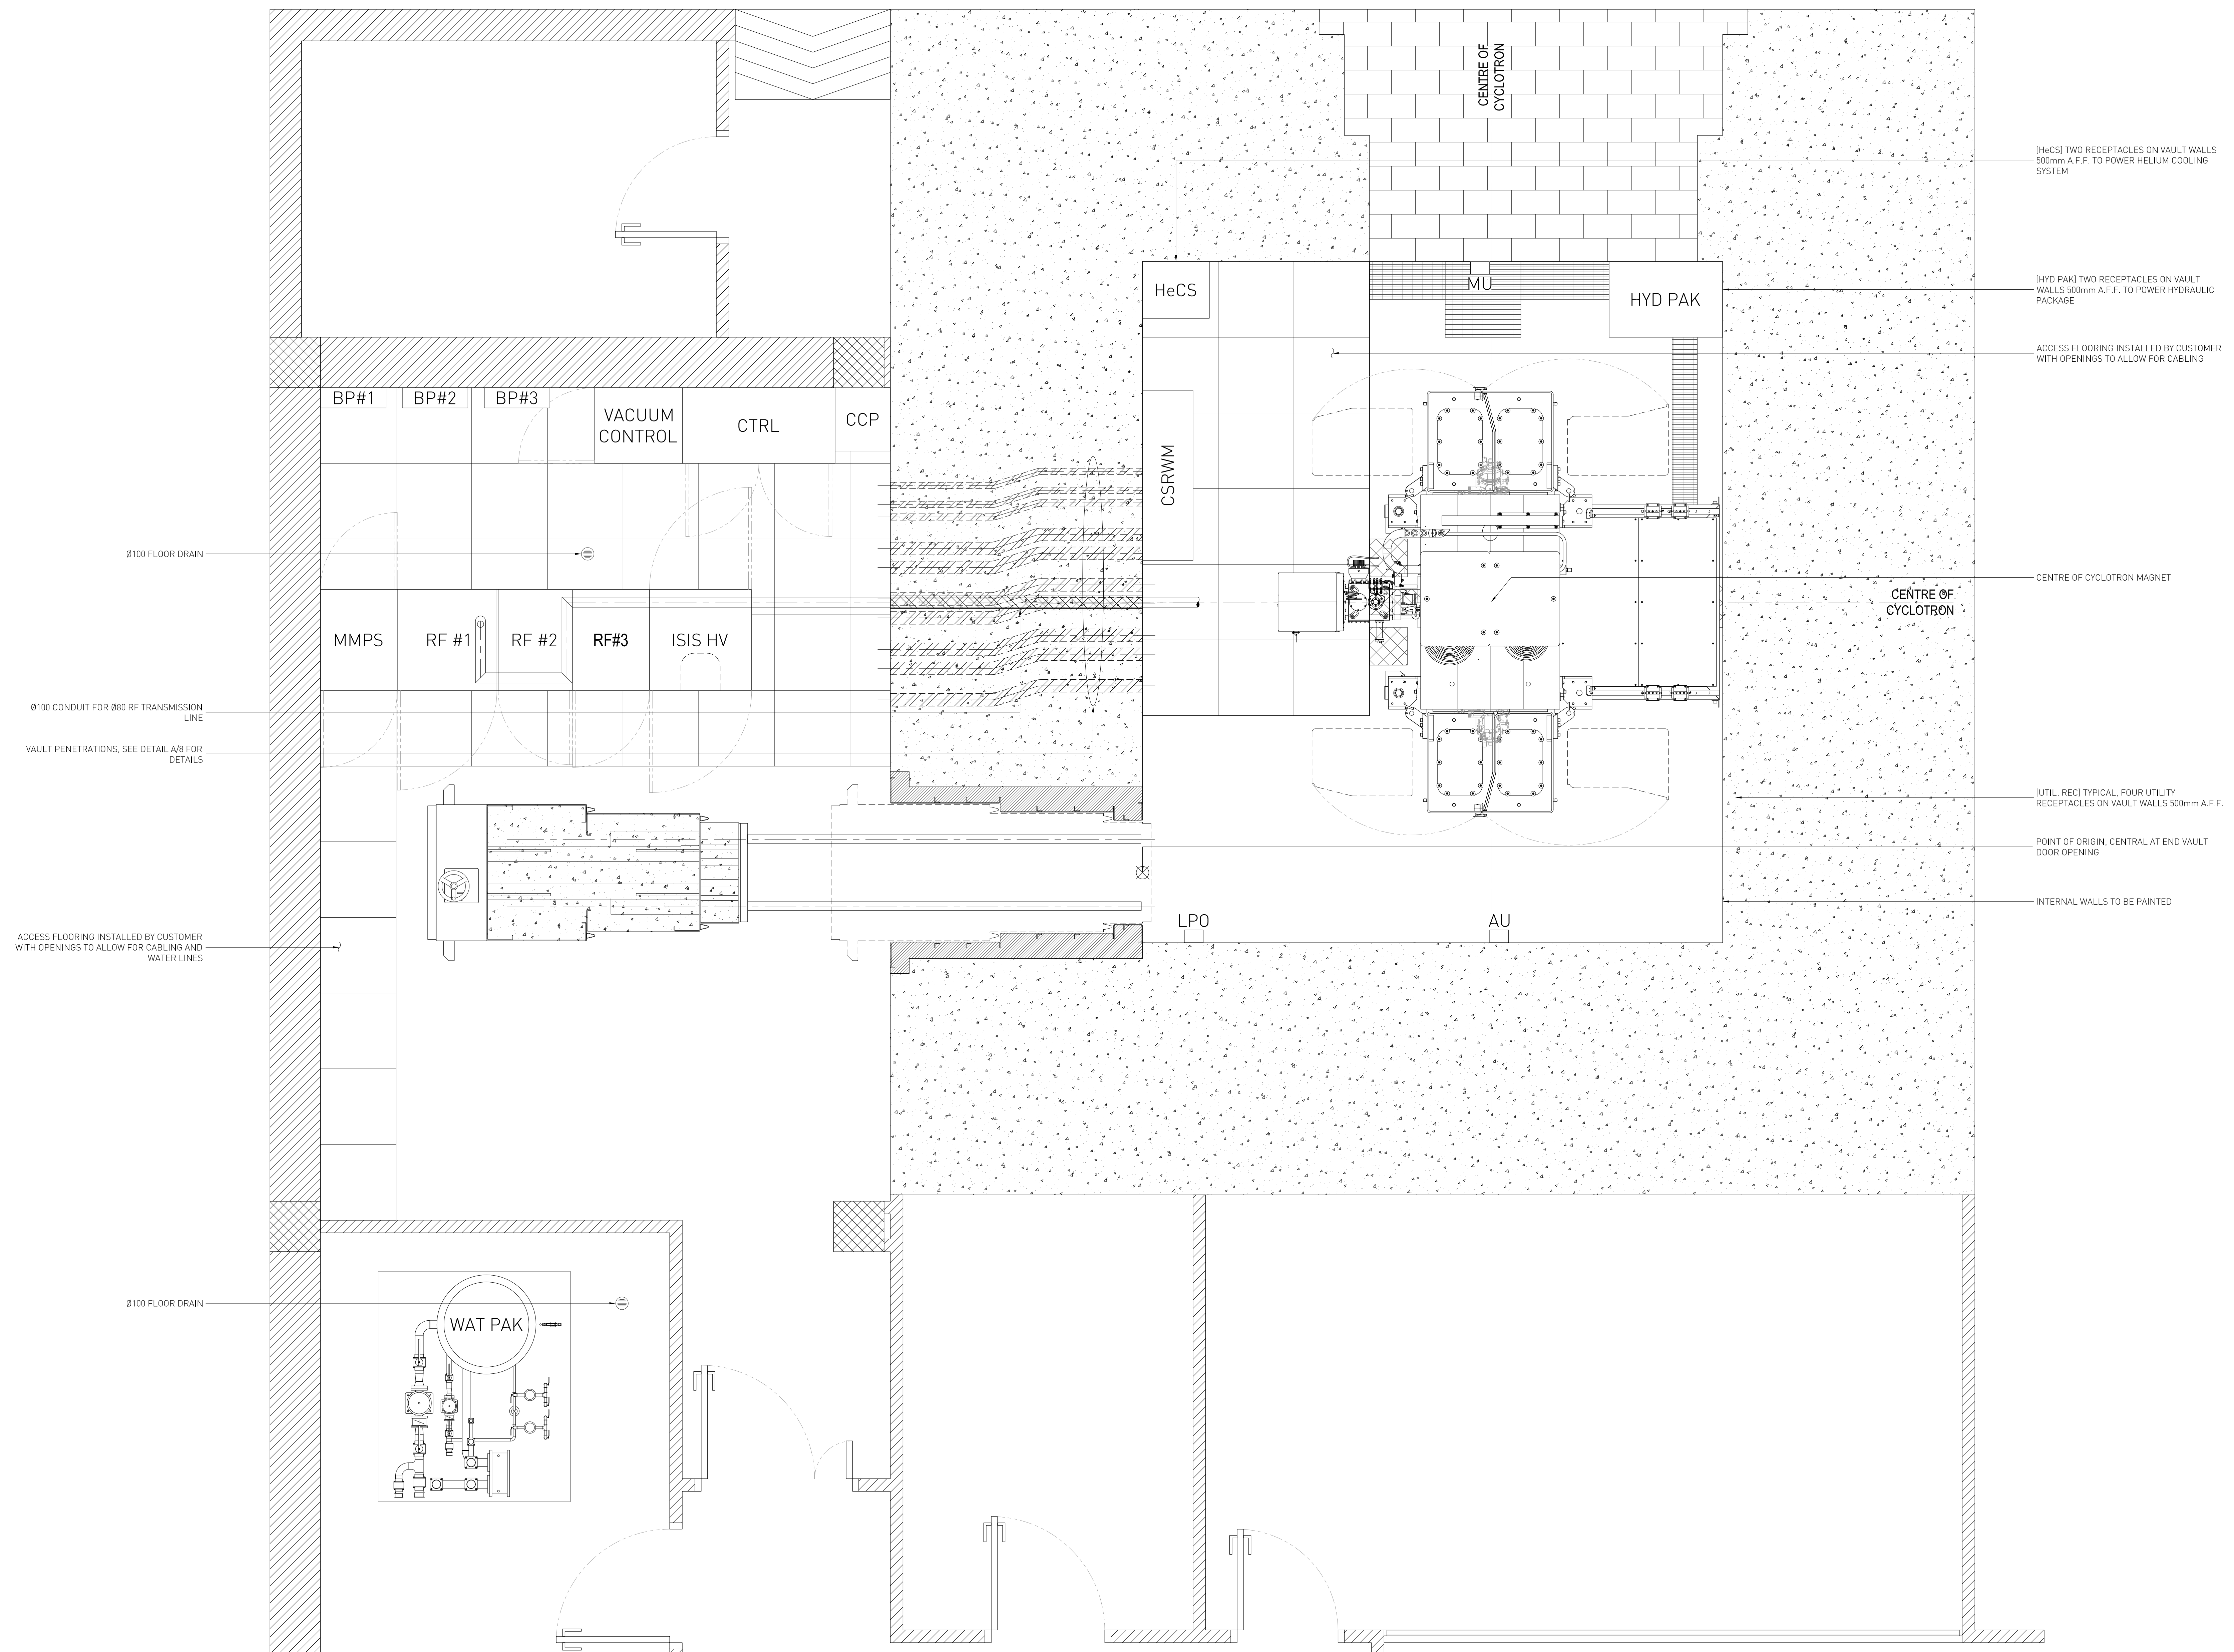 CENTRE OF
CYCLOTRON
[HeCS] TWO RECEPTACLES ON VAULT WALLS
500mm A.F.F. TO POWER HELIUM COOLING
SYSTEM
HeCS
MU
HYD PAK
[HYD PAK] TWO RECEPTACLES ON VAULT
WALLS 500mm A.F.F. TO POWER HYDRAULIC
PACKAGE
ACCESS FLOORING INSTALLED BY CUSTOMER
WITH OPENINGS TO ALLOW FOR CABLING
BP#1
BP#2
BP#3
VACUUM
CONTROL
CTRL
CCP
CSRWM
Ø100 FLOOR DRAIN
CENTRE OF CYCLOTRON MAGNET
CENTRE OF
CYCLOTRON
MMPS
RF #1
RF #2
RF#3
ISIS HV
Ø100 CONDUIT FOR Ø80 RF TRANSMISSION
LINE
VAULT PENETRATIONS, SEE DETAIL A/8 FOR
DETAILS
[UTIL. REC] TYPICAL, FOUR UTILITY
RECEPTACLES ON VAULT WALLS 500mm A.F.F.
POINT OF ORIGIN, CENTRAL AT END VAULT
DOOR OPENING
INTERNAL WALLS TO BE PAINTED
LPO
AU
ACCESS FLOORING INSTALLED BY CUSTOMER
WITH OPENINGS TO ALLOW FOR CABLING AND
WATER LINES
Ø100 FLOOR DRAIN
WAT PAK